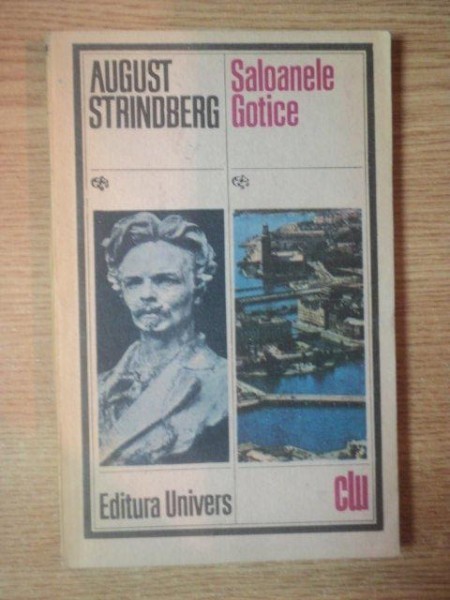 AUGUST
STRINDBERG
Saloanele
Gotice
Editura Univers
clu